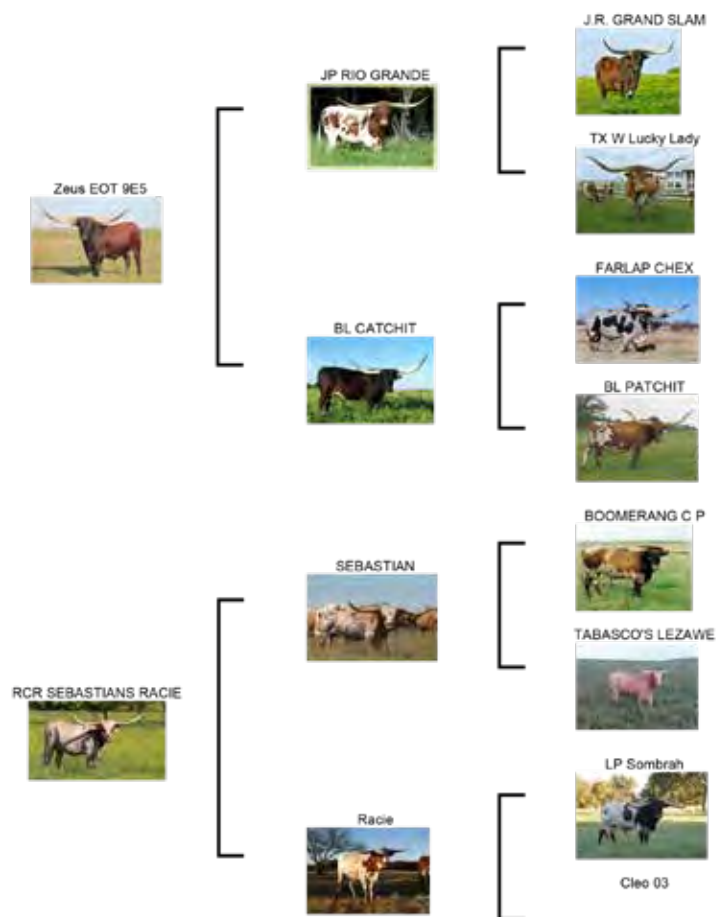 J.R. GRAND SLAM
JP RIO GRANDE
TX W Lucky Lady
Zeus EOT 9E5
FARLAP CHEX
BL CATCHIT
BL PATCHIT
BOOMERANG C P
SEBASTIAN
TABASCO'S LEZAWE
RCR SEBASTIANS RACIE
LP Sombrah
Racie
Cleo 03